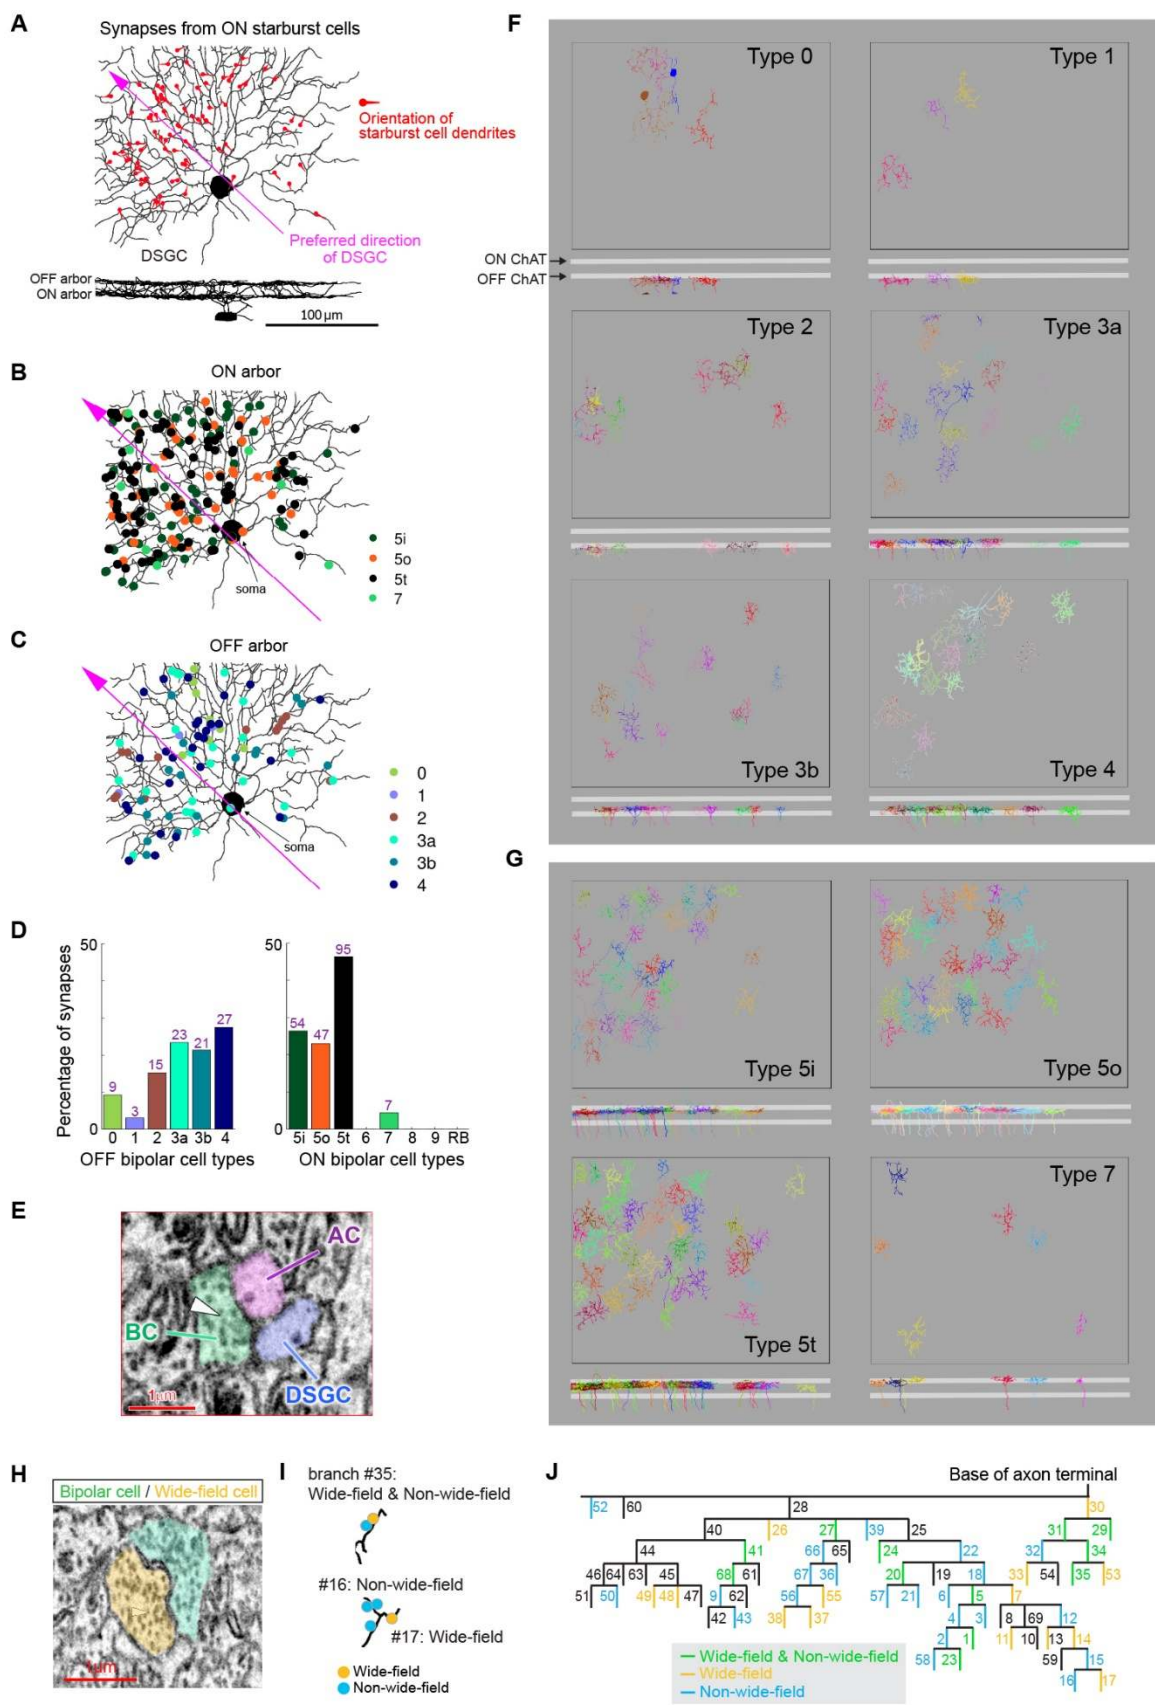 A
Synapses from ON starburst cells
Orientation of
starburst cell dendrites
Preferred direction
of DSGC
DSGC
OFF arbor
ON arbor
100 µm
B
ON arbor
5i
5o
5t
7
soma
C
OFF arbor
0
1
2
3a
3b
4
soma
D
Percentage of synapses
50
0
9
3
15
23
21
27
0
1
2
3a
3b
4
OFF bipolar cell types
50
0
54
47
95
7
5i
5o
5t
6
7
8
9
RB
ON bipolar cell types
E
AC
BC
DSGC
1µm
F
Type 0
Type 1
ON ChAT
OFF ChAT
Type 2
Type 3a
Type 3b
Type 4
G
Type 5i
Type 5o
Type 5t
Type 7
H
Bipolar cell / Wide-field cell
1µm
I
branch #35:
Wide-field & Non-wide-field
#16: Non-wide-field
#17: Wide-field
Wide-field
Non-wide-field
J
Base of axon terminal
52 60 28 30
40 26 27 39 25 31 29
44 41 66 65 24 22 32 34
46 64 63 45 68 61 67 36 20 19 18 33 54 35 53
51 50 49 48 47 9 62 56 55 57 21 6 5 7
42 43 38 37 4 3 8 69 12
2 1 11 10 13 14
58 23 59 15
16 17
Wide-field & Non-wide-field
Wide-field
Non-wide-field